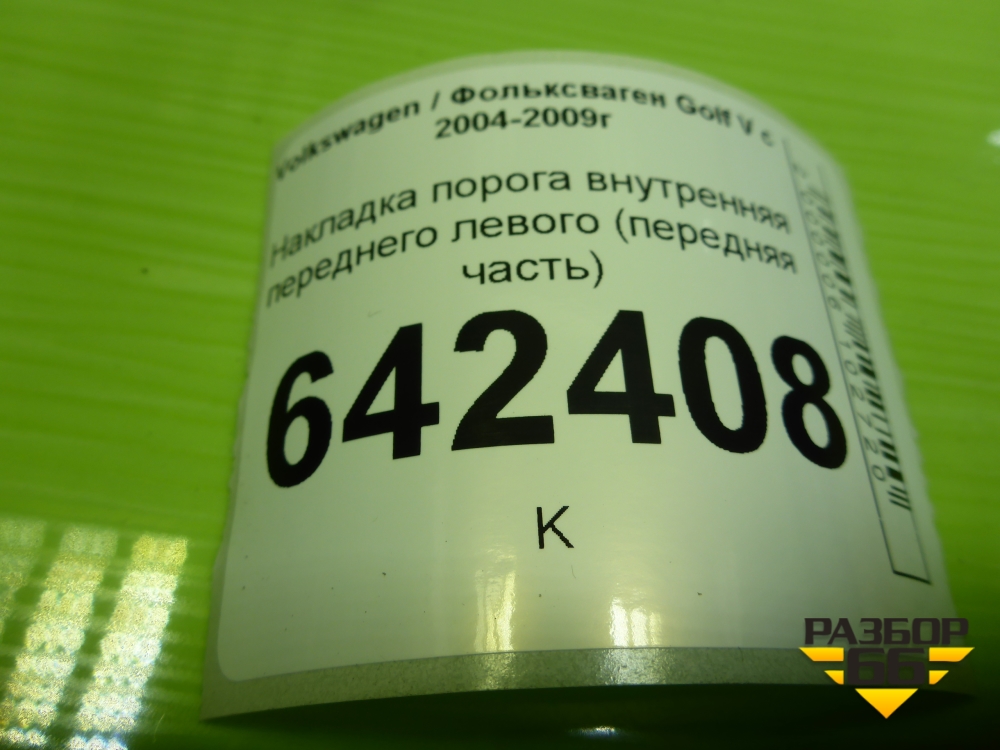 Volkswagen / Фольксваген Golf V с
2004-2009г
Накладка порога внутренняя
переднего левого (передняя
часть)
642408
К
РАЗБОР
66